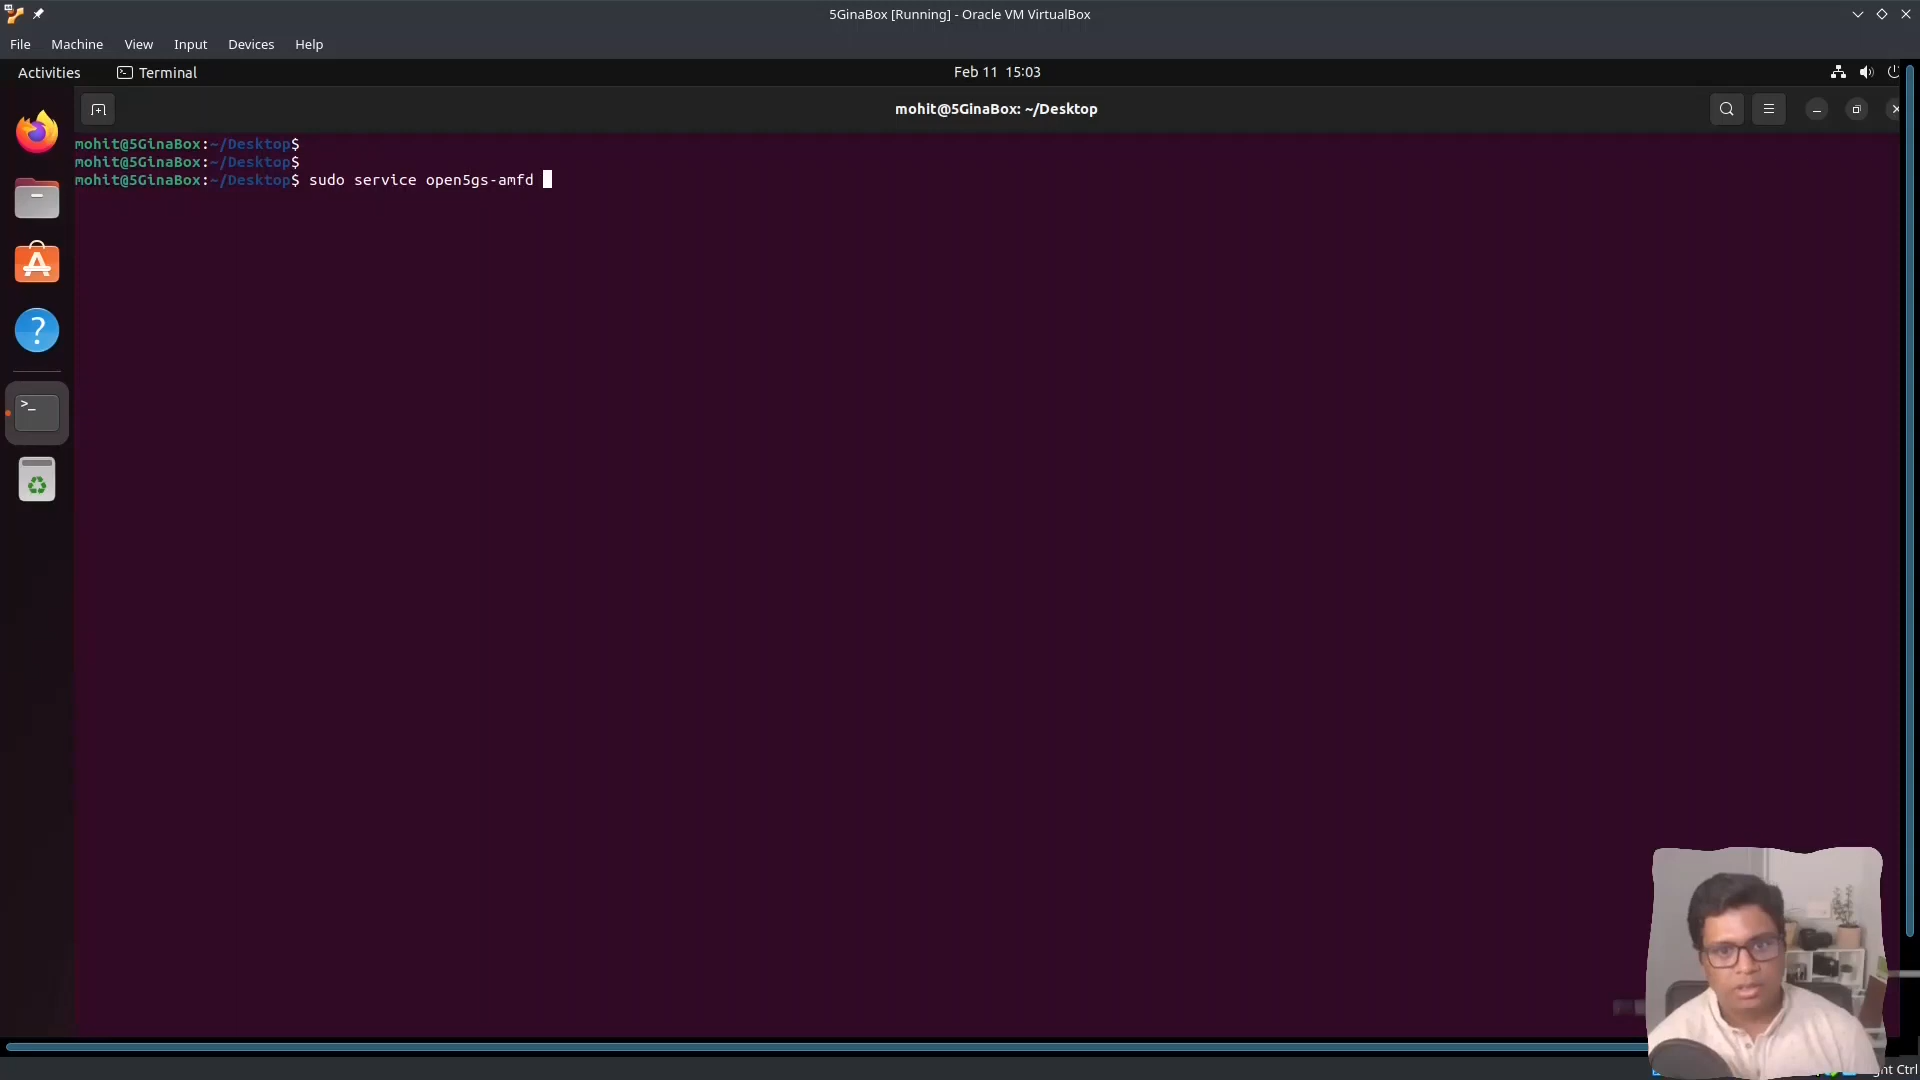 5GinaBox [Running] - Oracle VM VirtualBox
File Machine View Input Devices Help
Activities Terminal Feb 11 15:03
mohit@5GinaBox: ~/Desktop
mohit@5GinaBox:~/Desktop$
mohit@5GinaBox:~/Desktop$
mohit@5GinaBox:~/Desktop$ sudo service open5gs-amfd
Ctrl